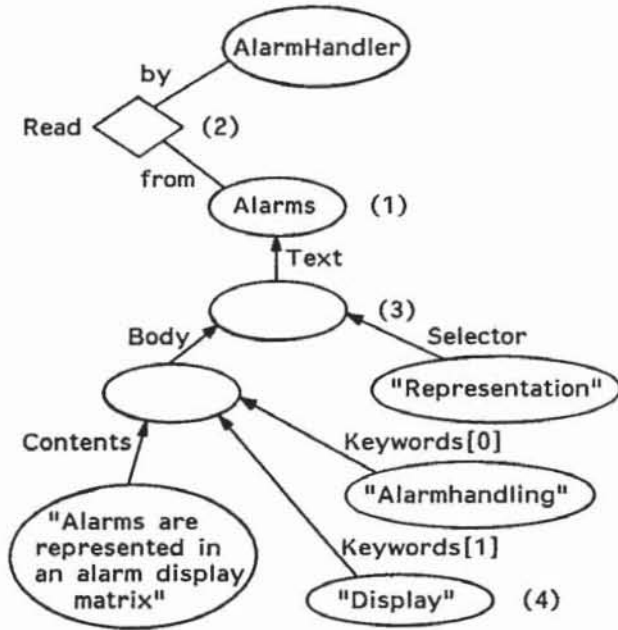 AlarmHandler
by
Read
(2)
from
Alarms
(1)
Text
(3)
Body
Selector
"Representation"
Contents
Keywords[0]
"Alarmhandling"
"Alarms are
represented in
an alarm display
matrix"
Keywords[1]
"Display"
(4)